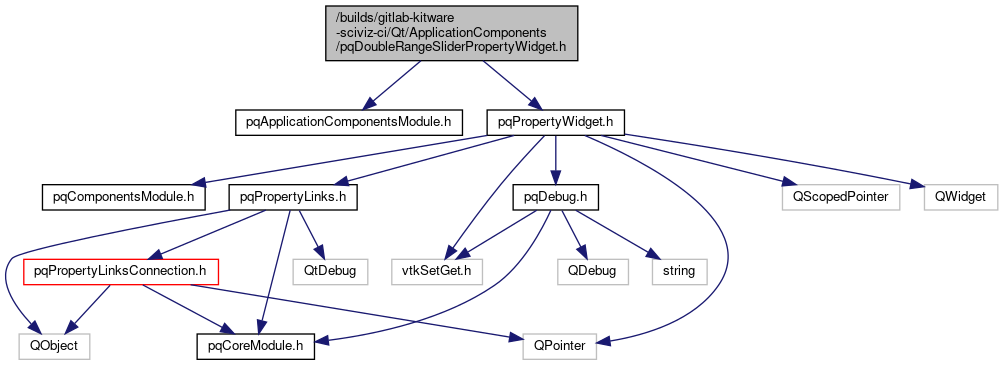 /builds/gitlab-kitware
-sciviz-ci/Qt/ApplicationComponents
/pqDoubleRangeSliderPropertyWidget.h
pqApplicationComponentsModule.h
pqPropertyWidget.h
pqComponentsModule.h
pqPropertyLinks.h
pqDebug.h
QScopedPointer
QWidget
pqPropertyLinksConnection.h
QtDebug
vtkSetGet.h
QDebug
string
QObject
pqCoreModule.h
QPointer